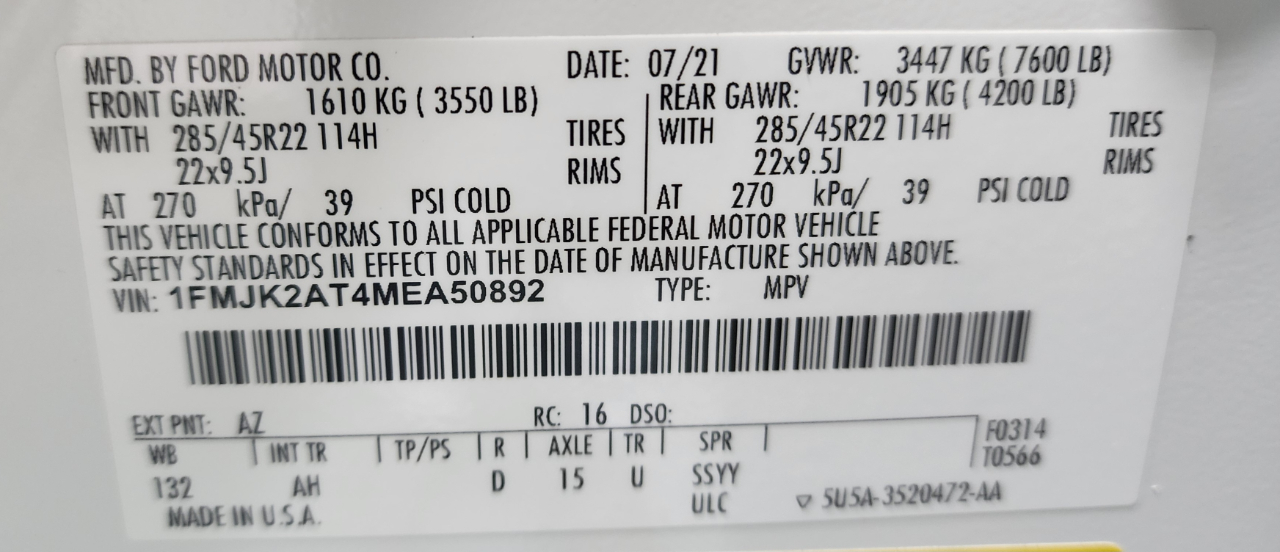 MFD. BY FORD MOTOR CO. DATE: 07/21 GVWR: 3447 KG ( 7600 LB)
FRONT GAWR: 1610 KG ( 3550 LB) REAR GAWR: 1905 KG ( 4200 LB)
WITH 285/45R22 114H TIRES WITH 285/45R22 114H TIRES
22x9.5J RIMS 22x9.5J RIMS
AT 270 kPa/ 39 PSI COLD AT 270 kPa/ 39 PSI COLD
THIS VEHICLE CONFORMS TO ALL APPLICABLE FEDERAL MOTOR VEHICLE
SAFETY STANDARDS IN EFFECT ON THE DATE OF MANUFACTURE SHOWN ABOVE.
VIN: 1FMJK2AT4MEA50892 TYPE: MPV
EXT PNT: AZ RC: 16 DSO:
WB INT TR TP/PS R AXLE TR SPR F0314
T0566
132 AH D 15 U SSYY
ULC ▽ 5U5A-3520472-AA
MADE IN U.S.A.